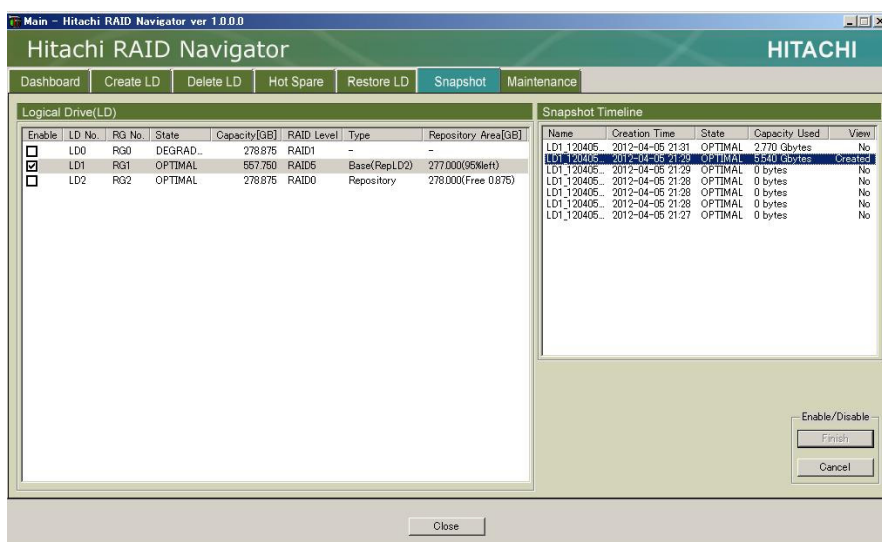 Main - Hitachi RAID Navigator ver 1.0.0.0
Hitachi RAID Navigator
HITACHI
Dashboard Create LD Delete LD Hot Spare Restore LD Snapshot Maintenance
Logical Drive(LD)
Enable LD No. RG No. State Capacity[GB] RAID Level Type Repository Area[GB]
LD0 RG0 DEGRAD... 278.875 RAID1 - -
LD1 RG1 OPTIMAL 557.750 RAID5 Base(RepLD2) 277.000(95%left)
LD2 RG2 OPTIMAL 278.875 RAID0 Repository 278.000(Free 0.875)
Snapshot Timeline
Name Creation Time State Capacity Used View
LD1_120405... 2012-04-05 21:31 OPTIMAL 2.770 Gbytes No
LD1_120405... 2012-04-05 21:29 OPTIMAL 5.540 Gbytes Created
LD1_120405... 2012-04-05 21:29 OPTIMAL 0 bytes No
LD1_120405... 2012-04-05 21:28 OPTIMAL 0 bytes No
LD1_120405... 2012-04-05 21:28 OPTIMAL 0 bytes No
LD1_120405... 2012-04-05 21:28 OPTIMAL 0 bytes No
LD1_120405... 2012-04-05 21:27 OPTIMAL 0 bytes No
Enable/Disable
Finish
Cancel
Close